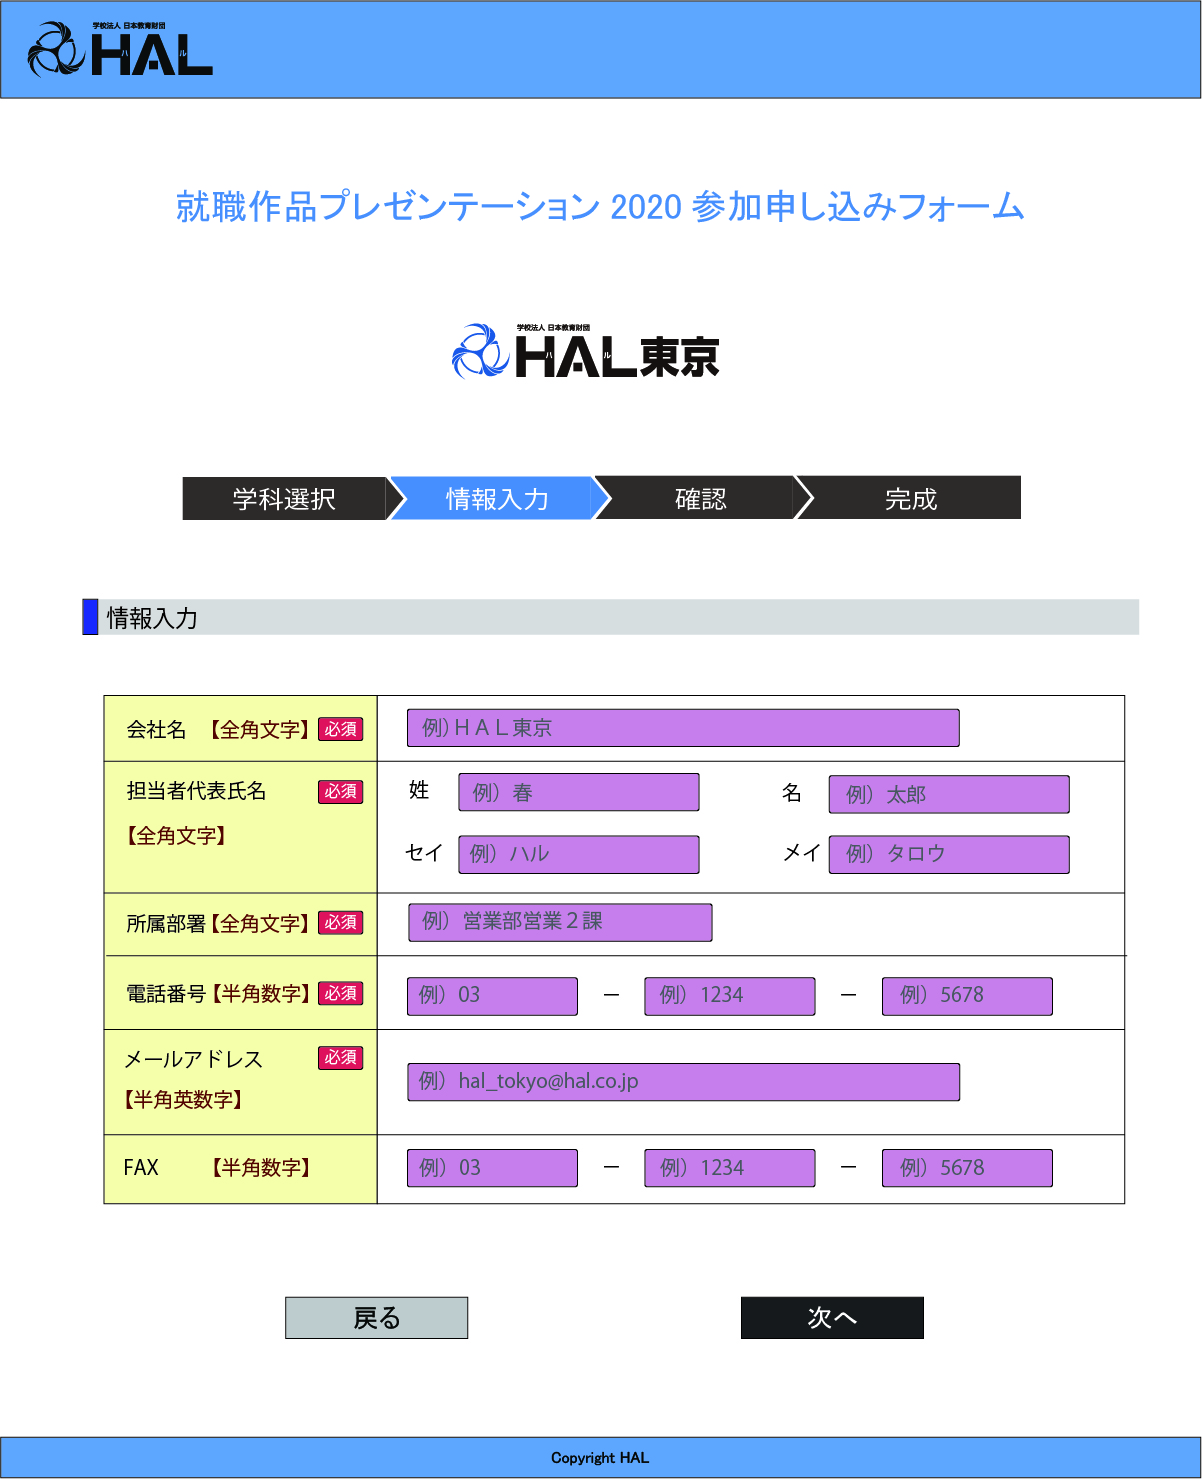 学校法人 日本教育財団
HAL
ハ ル
就職作品プレゼンテーション 2020 参加申し込みフォーム
学校法人 日本教育財団
HAL東京
ハ ル
学科選択 情報入力 確認 完成
情報入力
会社名 【全角文字】 必須 例)ＨＡＬ東京
担当者代表氏名 必須 姓 例）春 名 例）太郎
【全角文字】
セイ 例）ハル メイ 例）タロウ
所属部署【全角文字】 必須 例）営業部営業２課
電話番号【半角数字】 必須 例）03 － 例）1234 － 例）5678
メールアドレス 必須
【半角英数字】 例）hal_tokyo@hal.co.jp
FAX 【半角数字】 例）03 － 例）1234 － 例）5678
戻る 次へ
Copyright HAL